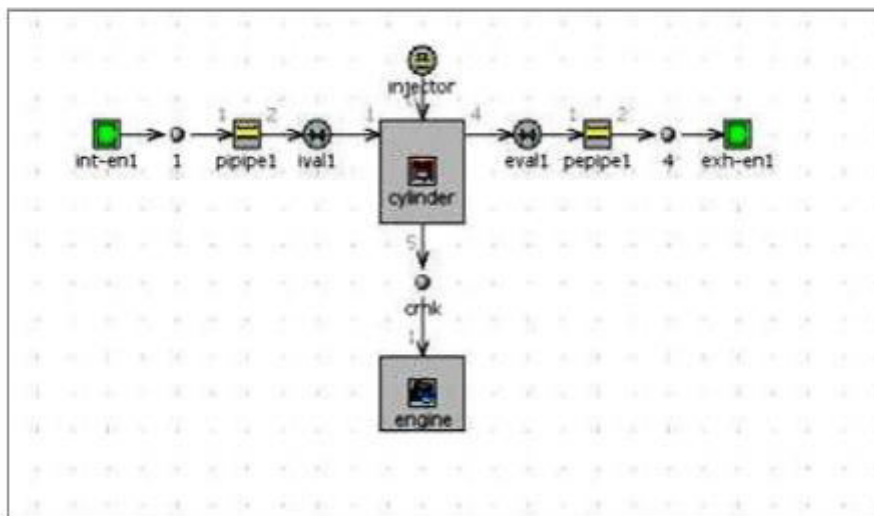 injector
1 2 1 4 1 2
int-en1 1 pipipe1 ival1 eval1 pepipe1 4 exh-en1
cylinder
5
crnk
1
engine